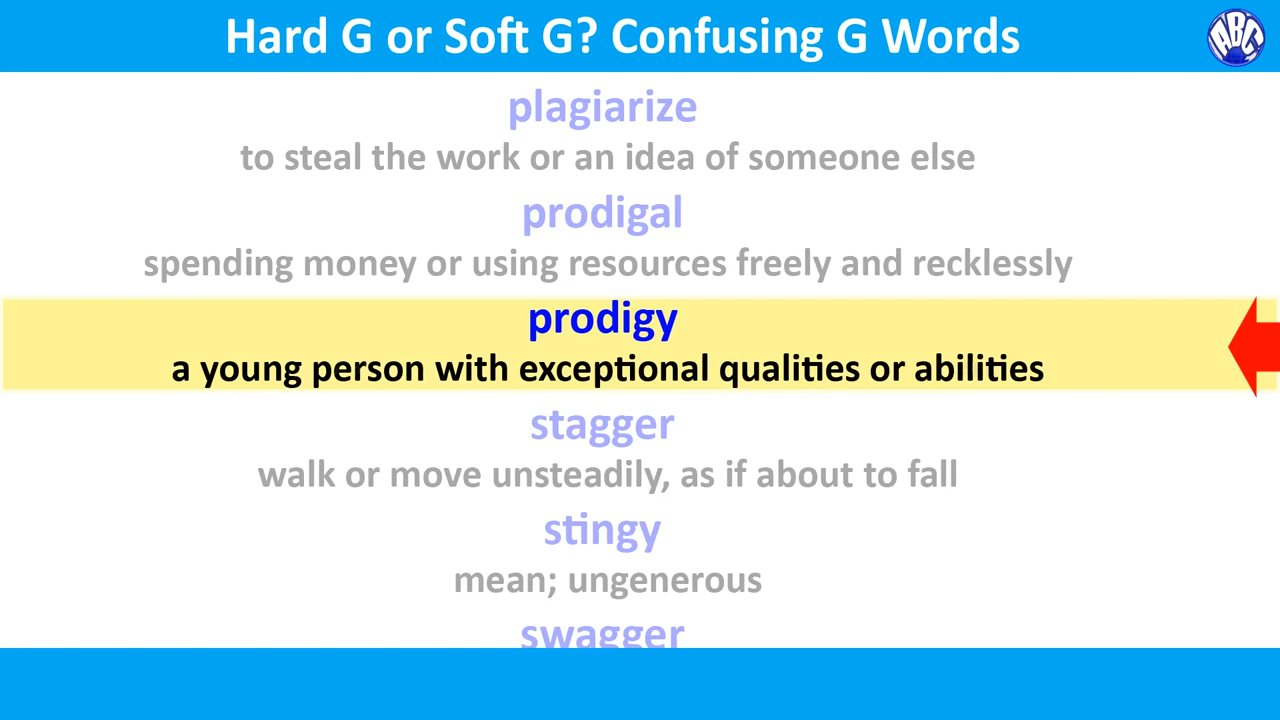 Hard G or Soft G? Confusing G Words
ABC
plagiarize
to steal the work or an idea of someone else
prodigal
spending money or using resources freely and recklessly
prodigy
a young person with exceptional qualities or abilities
stagger
walk or move unsteadily, as if about to fall
stingy
mean; ungenerous
swagger